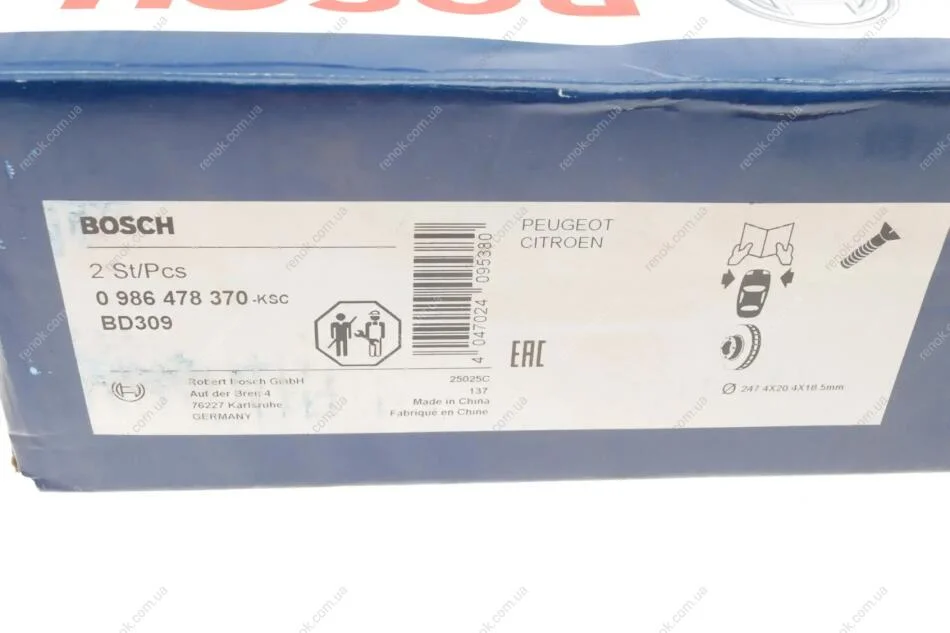 BOSCH
BOSCH
2 St/Pcs
0 986 478 370 -KSC
BD309
4 047024 095380
PEUGEOT
CITROEN
EAC
Robert Bosch GmbH
Auf der Breit 4
76227 Karlsruhe
GERMANY
25025C
137
Made in China
Fabriqué en Chine
Ø 247.4X20.4X18.5mm
renok.com.ua